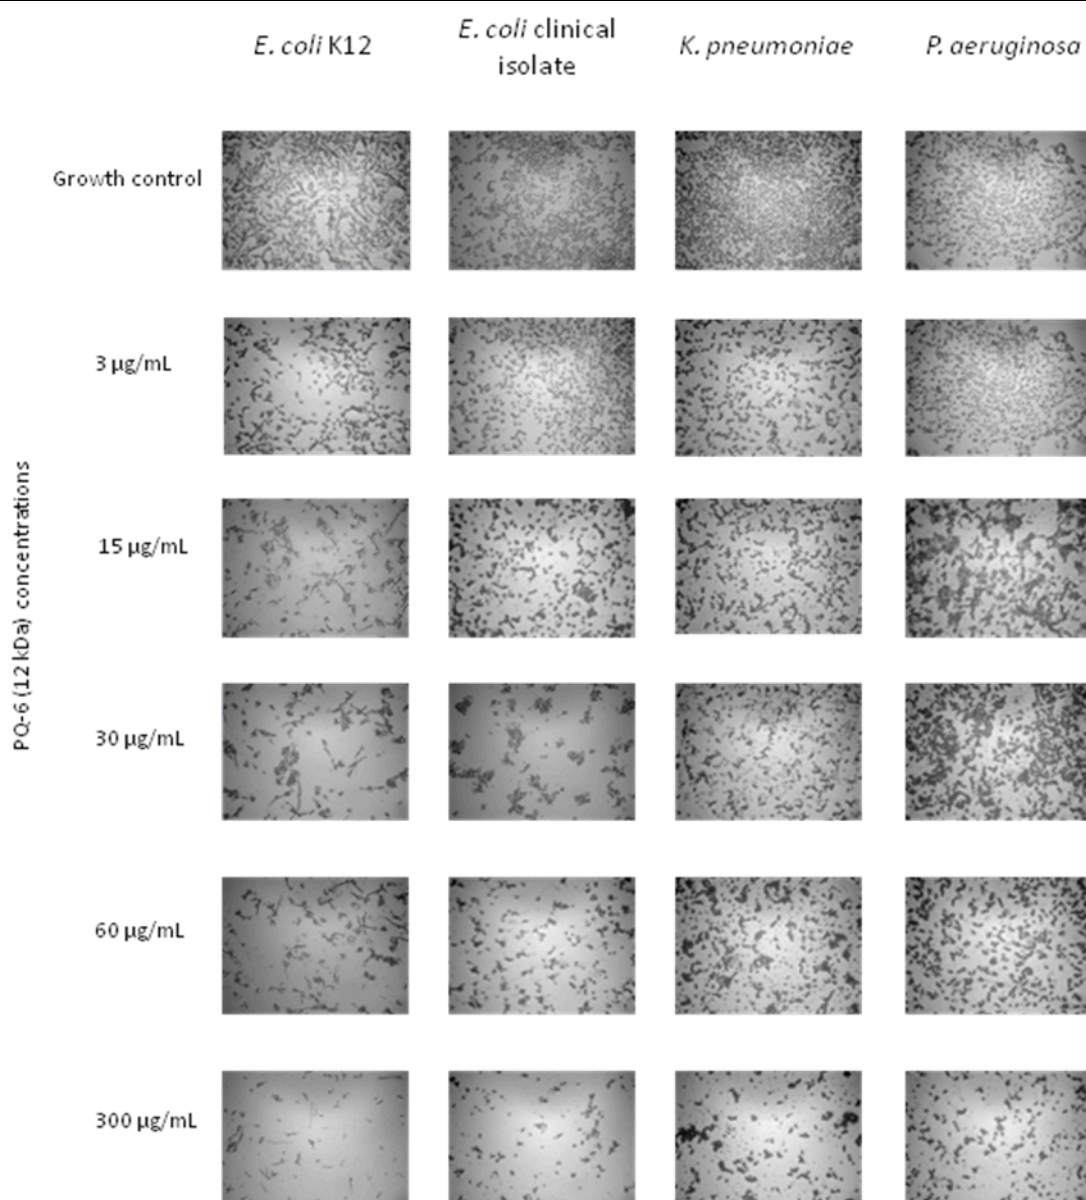 E. coli K12
E. coli clinical
isolate
K. pneumoniae
P. aeruginosa
Growth control
3 µg/mL
15 µg/mL
30 µg/mL
60 µg/mL
300 µg/mL
PQ-6 (12 kDa) concentrations